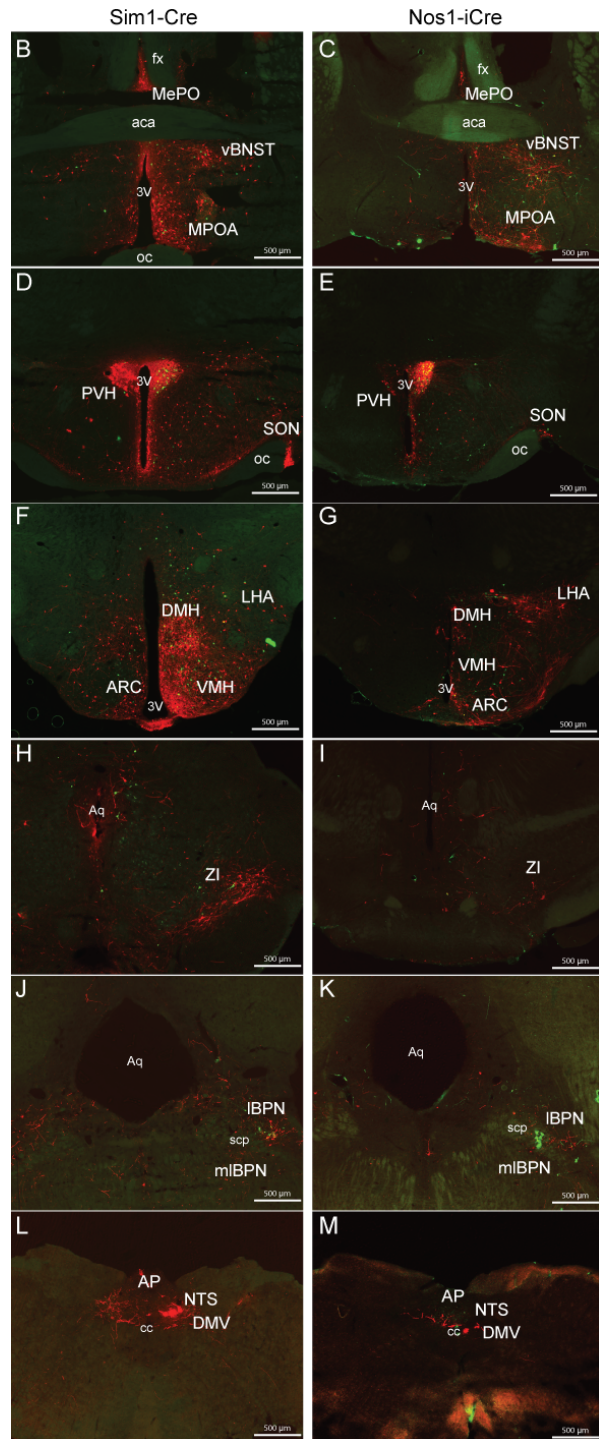 Sim1-Cre
Nos1-iCre
B
fx
MePO
aca
vBNST
3V
MPOA
oc
500 µm
C
fx
MePO
aca
vBNST
3V
MPOA
500 µm
D
3V
PVH
SON
oc
500 µm
E
3V
PVH
SON
oc
500 µm
F
LHA
DMH
ARC
VMH
3V
500 µm
G
LHA
DMH
VMH
3V
ARC
500 µm
H
Aq
ZI
500 µm
I
Aq
ZI
500 µm
J
Aq
lBPN
scp
mlBPN
500 µm
K
Aq
lBPN
scp
mlBPN
500 µm
L
AP
NTS
cc
DMV
500 µm
M
AP
NTS
cc
DMV
500 µm